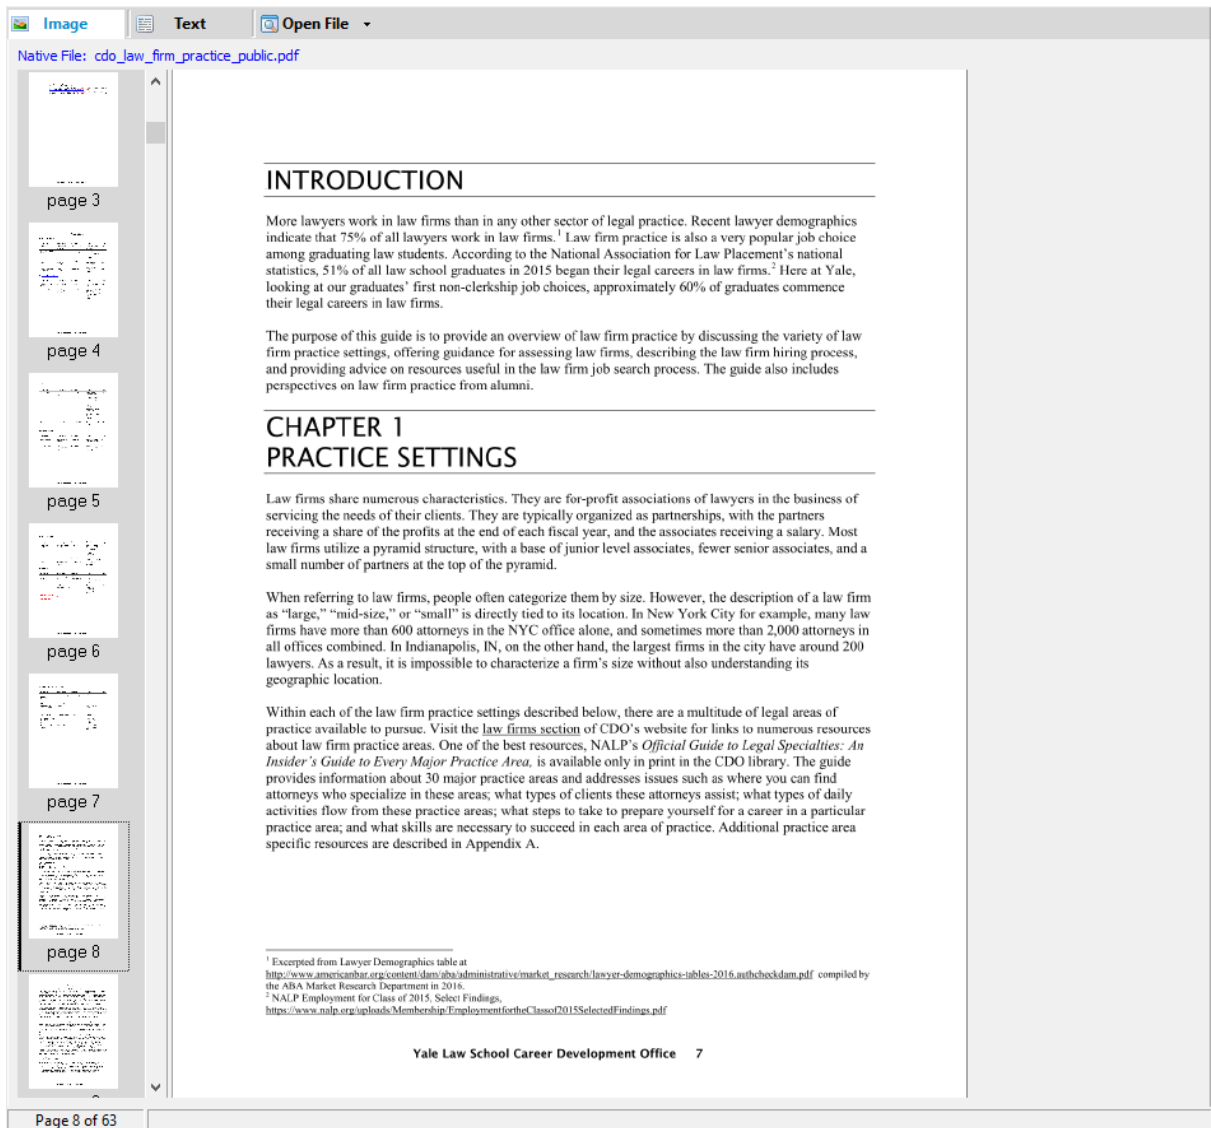 Image
Text
Open File
Native File: cdo_law_firm_practice_public.pdf
page 3
page 4
page 5
page 6
page 7
page 8
INTRODUCTION
More lawyers work in law firms than in any other sector of legal practice. Recent lawyer demographics
indicate that 75% of all lawyers work in law firms.1 Law firm practice is also a very popular job choice
among graduating law students. According to the National Association for Law Placement's national
statistics, 51% of all law school graduates in 2015 began their legal careers in law firms.2 Here at Yale,
looking at our graduates' first non-clerkship job choices, approximately 60% of graduates commence
their legal careers in law firms.
The purpose of this guide is to provide an overview of law firm practice by discussing the variety of law
firm practice settings, offering guidance for assessing law firms, describing the law firm hiring process,
and providing advice on resources useful in the law firm job search process. The guide also includes
perspectives on law firm practice from alumni.
CHAPTER 1
PRACTICE SETTINGS
Law firms share numerous characteristics. They are for-profit associations of lawyers in the business of
servicing the needs of their clients. They are typically organized as partnerships, with the partners
receiving a share of the profits at the end of each fiscal year, and the associates receiving a salary. Most
law firms utilize a pyramid structure, with a base of junior level associates, fewer senior associates, and a
small number of partners at the top of the pyramid.
When referring to law firms, people often categorize them by size. However, the description of a law firm
as “large,” “mid-size,” or “small” is directly tied to its location. In New York City for example, many law
firms have more than 600 attorneys in the NYC office alone, and sometimes more than 2,000 attorneys in
all offices combined. In Indianapolis, IN, on the other hand, the largest firms in the city have around 200
lawyers. As a result, it is impossible to characterize a firm's size without also understanding its
geographic location.
Within each of the law firm practice settings described below, there are a multitude of legal areas of
practice available to pursue. Visit the law firms section of CDO's website for links to numerous resources
about law firm practice areas. One of the best resources, NALP's Official Guide to Legal Specialties: An
Insider's Guide to Every Major Practice Area, is available only in print in the CDO library. The guide
provides information about 30 major practice areas and addresses issues such as where you can find
attorneys who specialize in these areas; what types of clients these attorneys assist; what types of daily
activities flow from these practice areas; what steps to take to prepare yourself for a career in a particular
practice area; and what skills are necessary to succeed in each area of practice. Additional practice area
specific resources are described in Appendix A.
1 Excerpted from Lawyer Demographics table at
http://www.americanbar.org/content/dam/aba/administrative/market_research/lawyer-demographics-tables-2016.authcheckdam.pdf compiled by
the ABA Market Research Department in 2016.
2 NALP Employment for Class of 2015, Select Findings,
https://www.nalp.org/uploads/Membership/EmploymentfortheClassof2015SelectedFindings.pdf
Yale Law School Career Development Office 7
Page 8 of 63